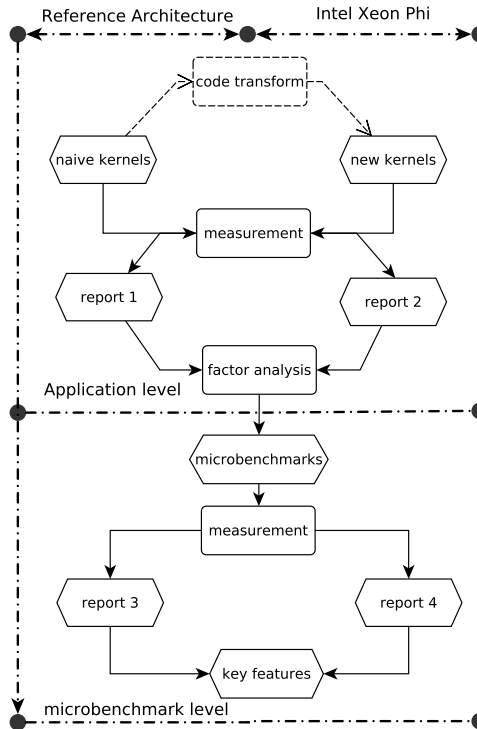 Reference Architecture
Intel Xeon Phi
code transform
naive kernels
new kernels
measurement
report 1
report 2
factor analysis
Application level
microbenchmarks
measurement
report 3
report 4
key features
microbenchmark level